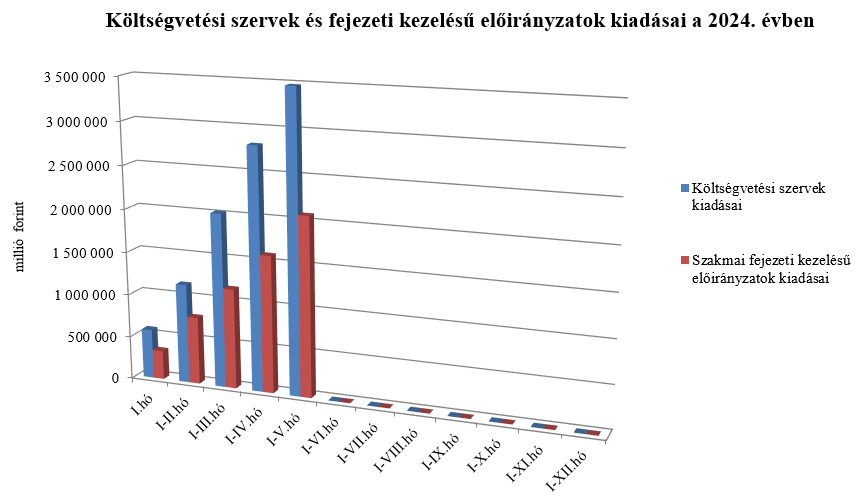 Költségvetési szervek és fejezeti kezelésű előirányzatok kiadásai a 2024. évben
millió forint
3 500 000
3 000 000
2 500 000
2 000 000
1 500 000
1 000 000
500 000
0
I.hó
I-II.hó
I-III.hó
I-IV.hó
I-V.hó
I-VI.hó
I-VII.hó
I-VIII.hó
I-IX.hó
I-X.hó
I-XI.hó
I-XII.hó
Költségvetési szervek
kiadásai
Szakmai fejezeti kezelésű
előirányzatok kiadásai